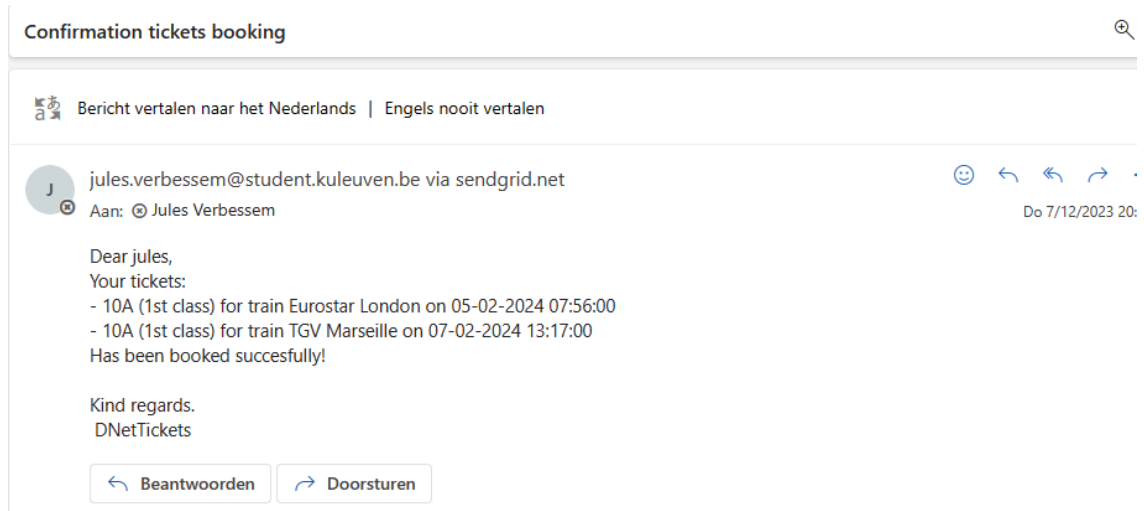 Confirmation tickets booking
Bericht vertalen naar het Nederlands | Engels nooit vertalen
J
jules.verbessem@student.kuleuven.be via sendgrid.net
Aan: Jules Verbessem
Do 7/12/2023 20:
Dear jules,
Your tickets:
- 10A (1st class) for train Eurostar London on 05-02-2024 07:56:00
- 10A (1st class) for train TGV Marseille on 07-02-2024 13:17:00
Has been booked succesfully!
Kind regards.
DNetTickets
Beantwoorden Doorsturen